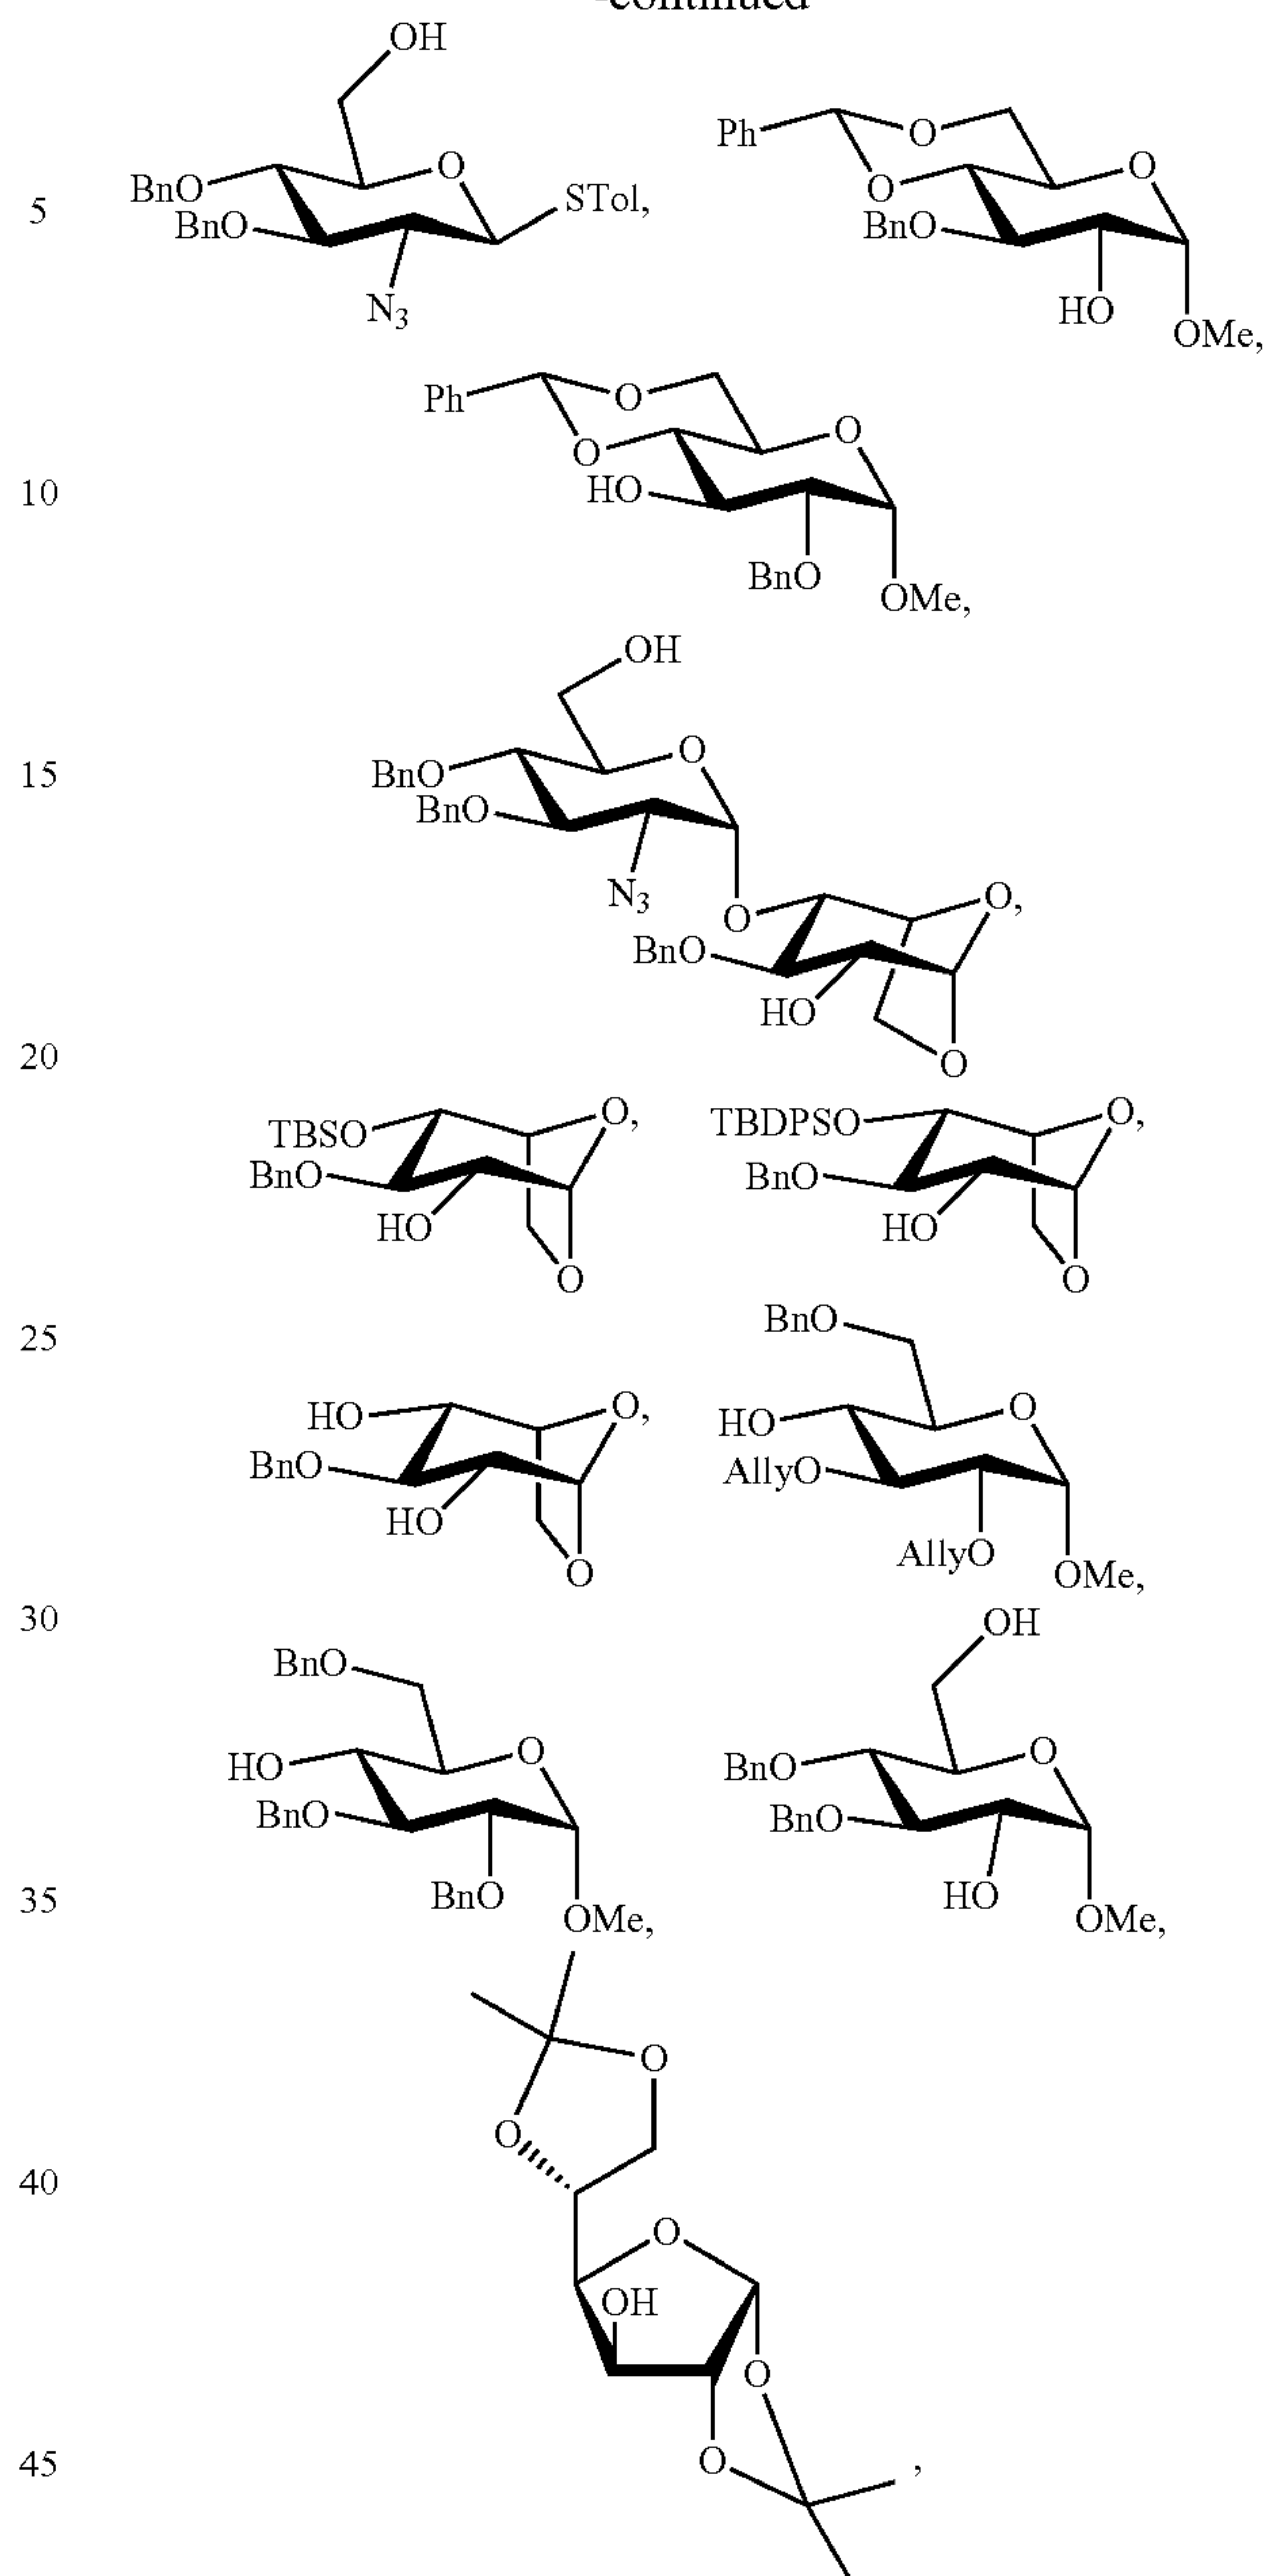 -continued
OH
O
BnO
STol,
BnO
N3
Ph
O
O
O
BnO
HO
OMe,
5
Ph
O
O
O
HO
10
BnO
OMe,
OH
O
BnO
15
BnO
N3
O
O,
BnO
HO
O
20
TBSO
O,
BnO
HO
O
TBDPSO
O,
BnO
HO
O
25
HO
O,
BnO
HO
O
BnO
O
HO
AllyO
AllyO
OMe,
30
BnO
O
HO
BnO
BnO
OMe,
OH
O
BnO
BnO
HO
OMe,
35
O
O
40
O
OH
O
O
45
,